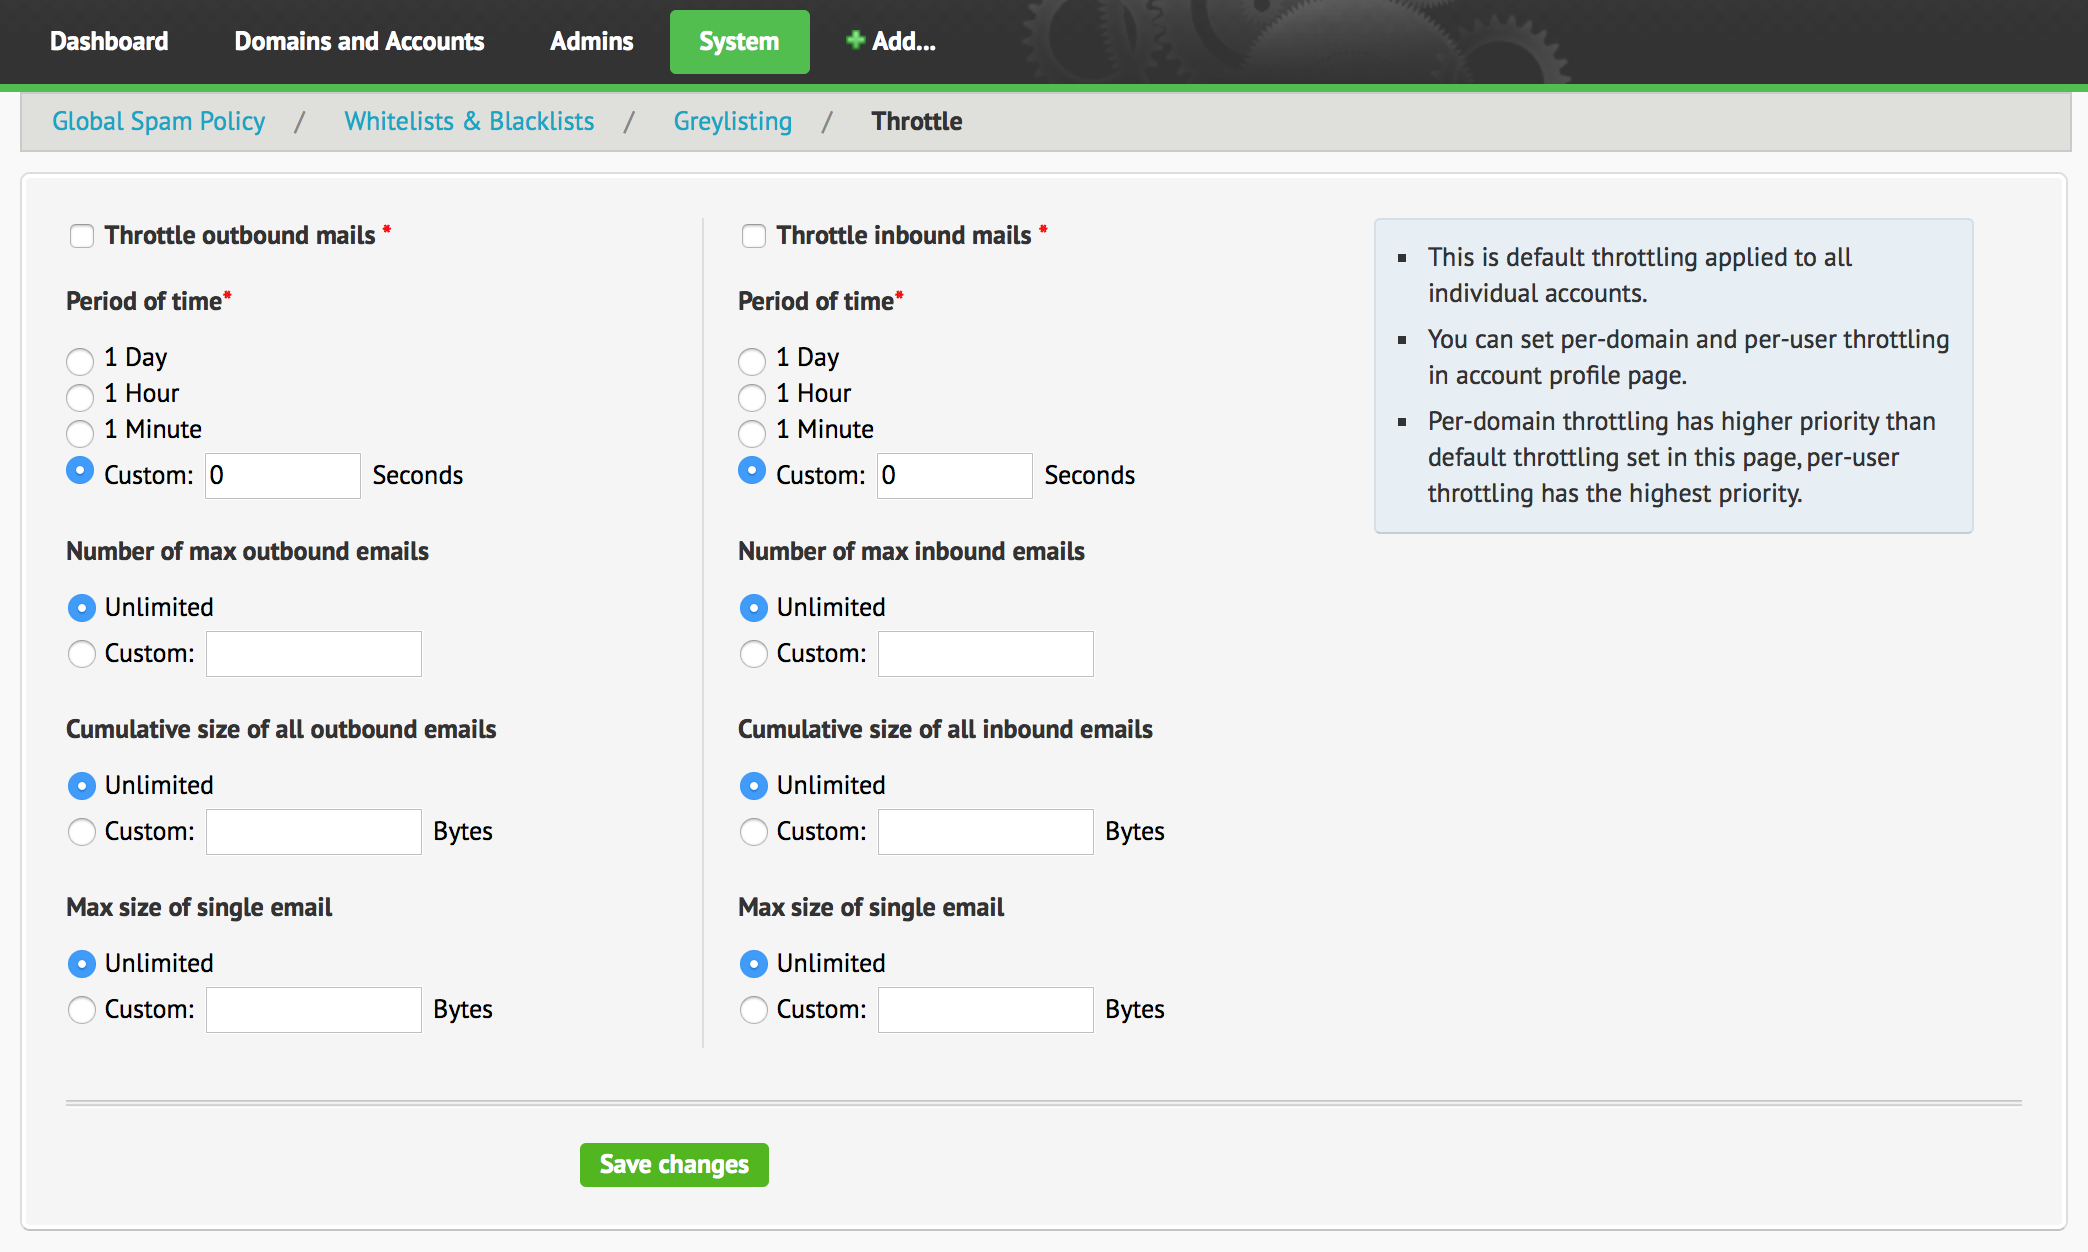 Dashboard
Domains and Accounts
Admins
System
Add...
Global Spam Policy / Whitelists & Blacklists / Greylisting / Throttle
Throttle outbound mails *
Period of time*
1 Day
1 Hour
1 Minute
Custom: 0 Seconds
Number of max outbound emails
Unlimited
Custom:
Cumulative size of all outbound emails
Unlimited
Custom: Bytes
Max size of single email
Unlimited
Custom: Bytes
Throttle inbound mails *
Period of time*
1 Day
1 Hour
1 Minute
Custom: 0 Seconds
Number of max inbound emails
Unlimited
Custom:
Cumulative size of all inbound emails
Unlimited
Custom: Bytes
Max size of single email
Unlimited
Custom: Bytes
This is default throttling applied to all
individual accounts.
You can set per-domain and per-user throttling
in account profile page.
Per-domain throttling has higher priority than
default throttling set in this page, per-user
throttling has the highest priority.
Save changes